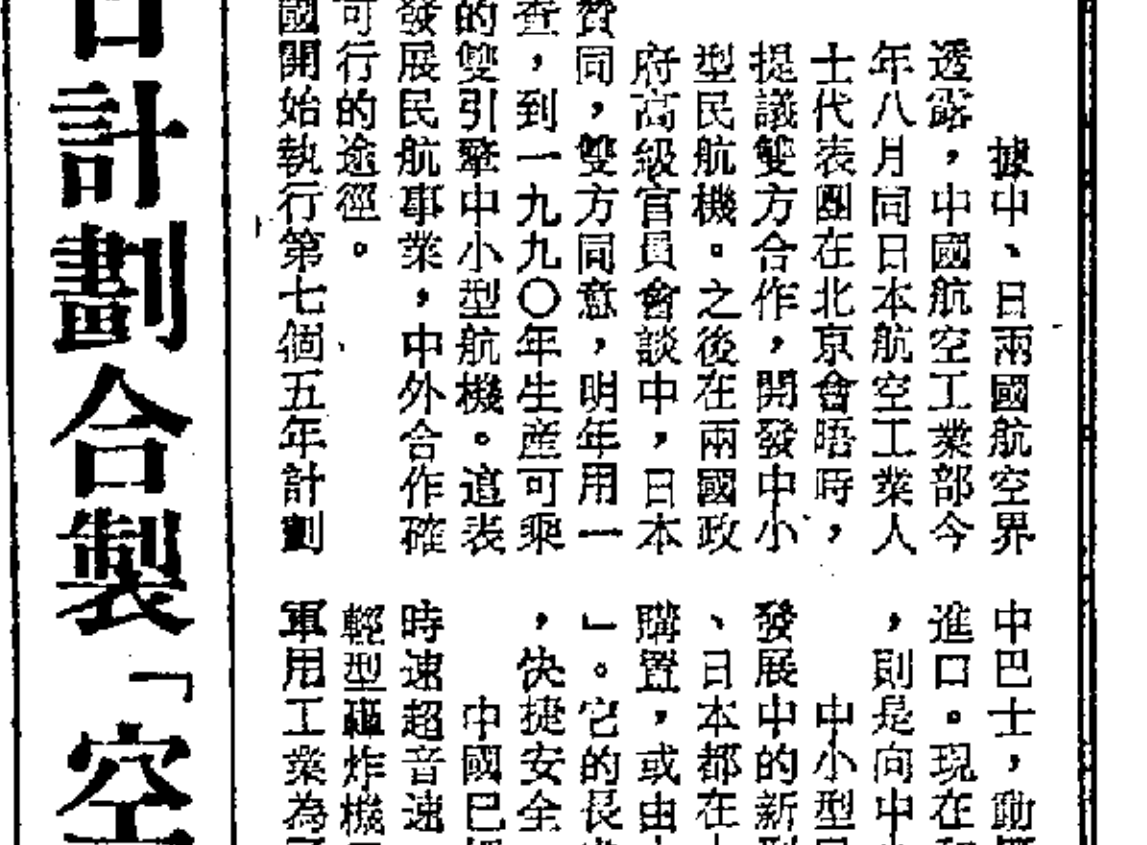 據中、日兩國航空界
透露，中國航空工業部今
年八月同日本航空工業人
士代表團在北京會晤時，
提議雙方合作，開發中小
型民航機。之後在兩國政
府高級官員會談中，日本
贊同，雙方同意，明年用一
查，到一九九〇年生產可乘
的雙引擎中小型航機。這表
發展民航事業，中外合作確
可行的途徑。
國開始執行第七個五年計劃
中巴士，動
進口。現在
，則是向中
中小型
發展中的新
、日本都在
購置，或由
」。它的長
，快捷安全
中國已
時速超音速
輕型轟炸機
軍用工業為
日計劃合製「空